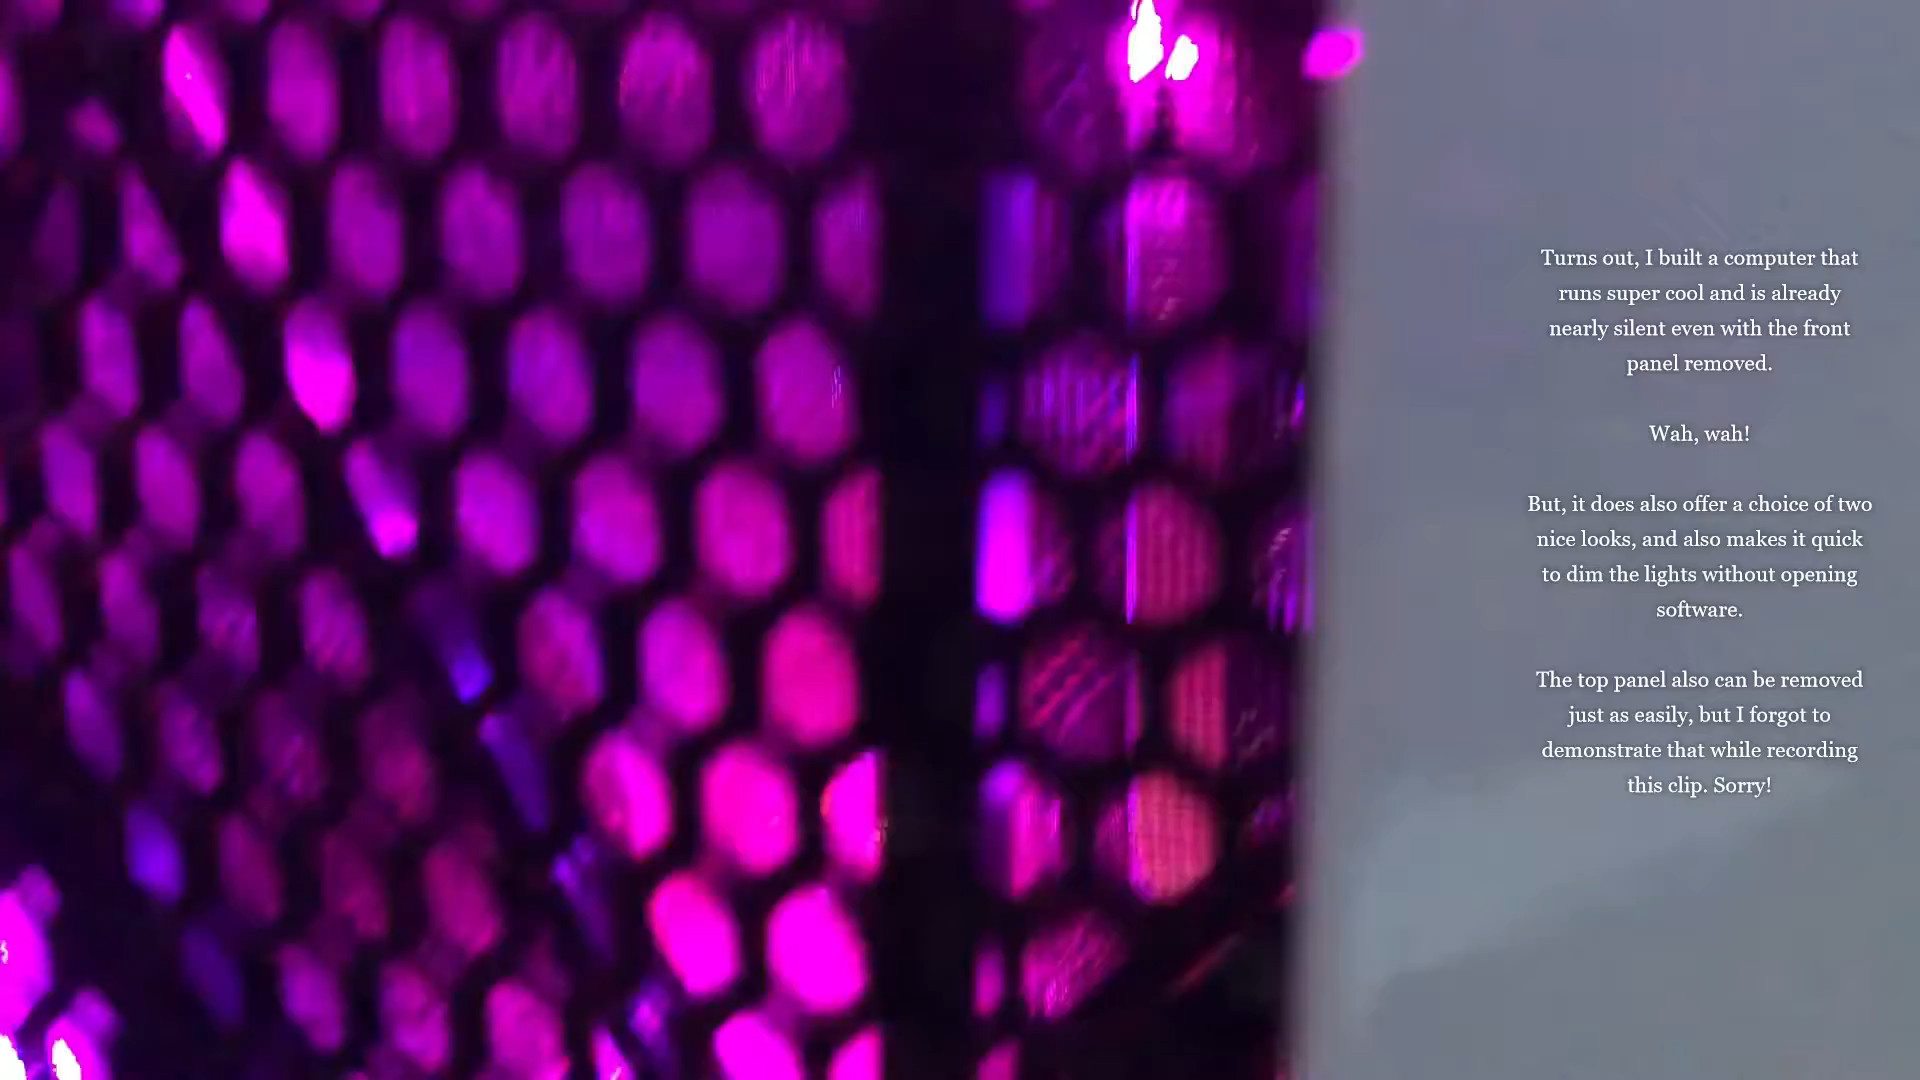 Turns out, I built a computer that
runs super cool and is already
nearly silent even with the front
panel removed.
Wah, wah!
But, it does also offer a choice of two
nice looks, and also makes it quick
to dim the lights without opening
software.
The top panel also can be removed
just as easily, but I forgot to
demonstrate that while recording
this clip. Sorry!